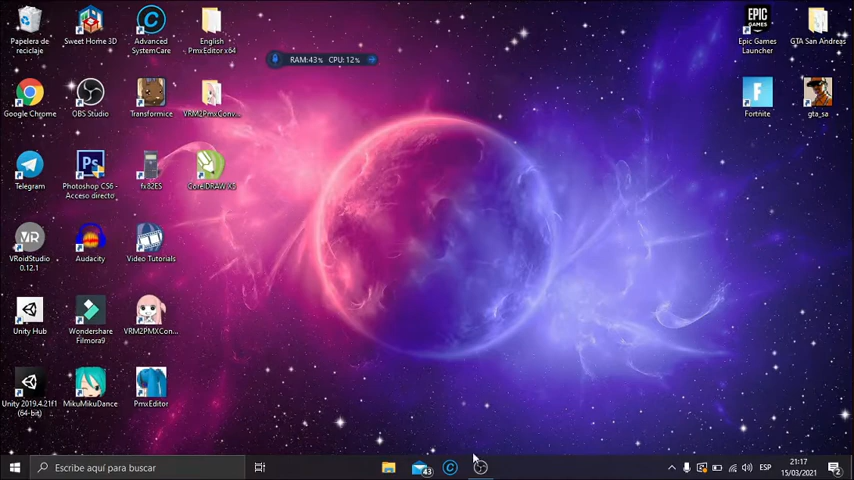 Papelera de reciclaje
Sweet Home 3D
Advanced SystemCare
English PmxEditor x64
Epic Games Launcher
GTA San Andreas
RAM:43% CPU:12%
Google Chrome
OBS Studio
Transformice
VRM2PmxConv...
Fortnite
gta_sa
Telegram
Photoshop CS6 - Acceso directo
fx82ES
CorelDRAW X5
VRoidStudio 0.12.1
Audacity
Video Tutorials
Unity Hub
Wondershare Filmora9
VRM2PMXCon...
Unity 2019.4.21f1 (64-bit)
MikuMikuDance
PmxEditor
Escribe aquí para buscar
43
ESP
21:17
15/03/2021
2